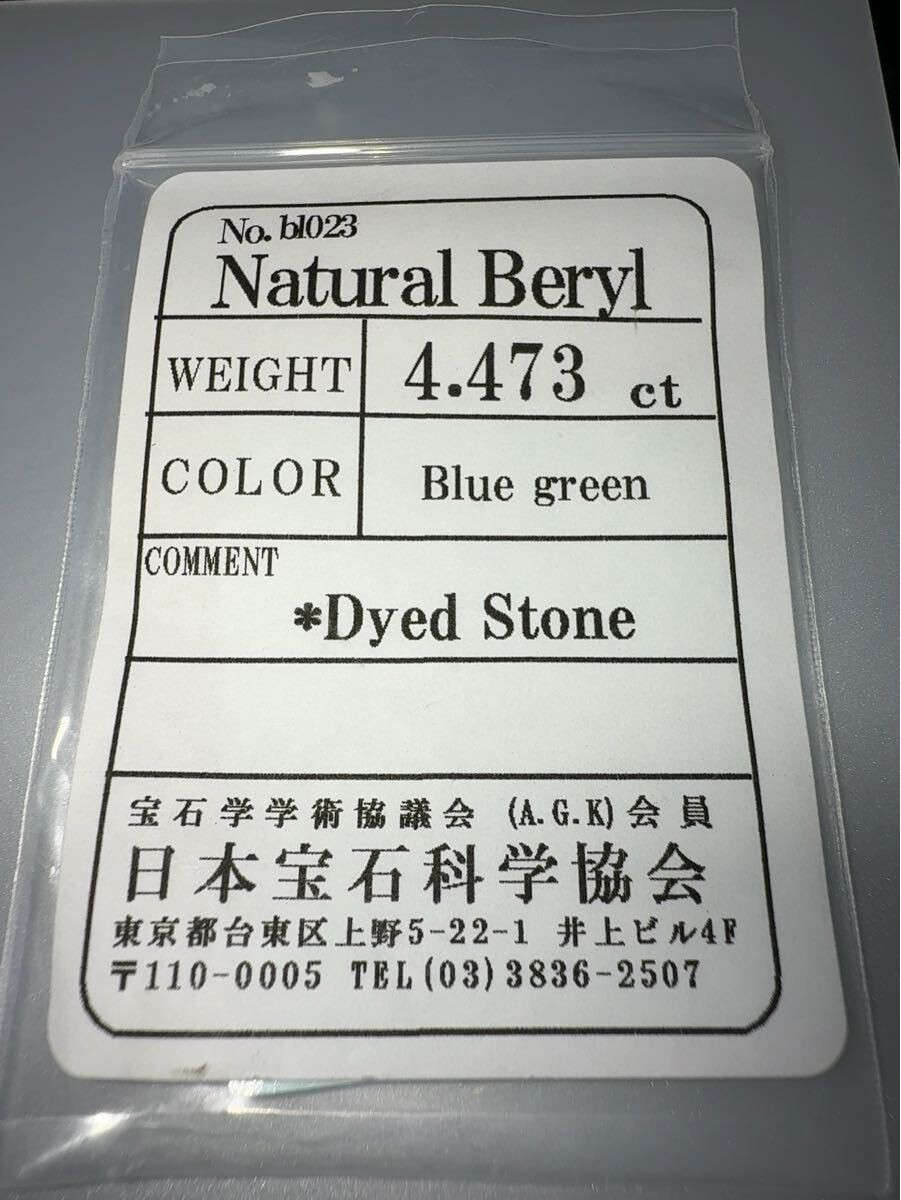 No. bl023
Natural Beryl
WEIGHT 4.473 ct
COLOR Blue green
COMMENT
*Dyed Stone
宝石学学術協議会 (A.G.K) 会員
日本宝石科学協会
東京都台東区上野5-22-1 井上ビル4F
〒110-0005 TEL(03)3836-2507